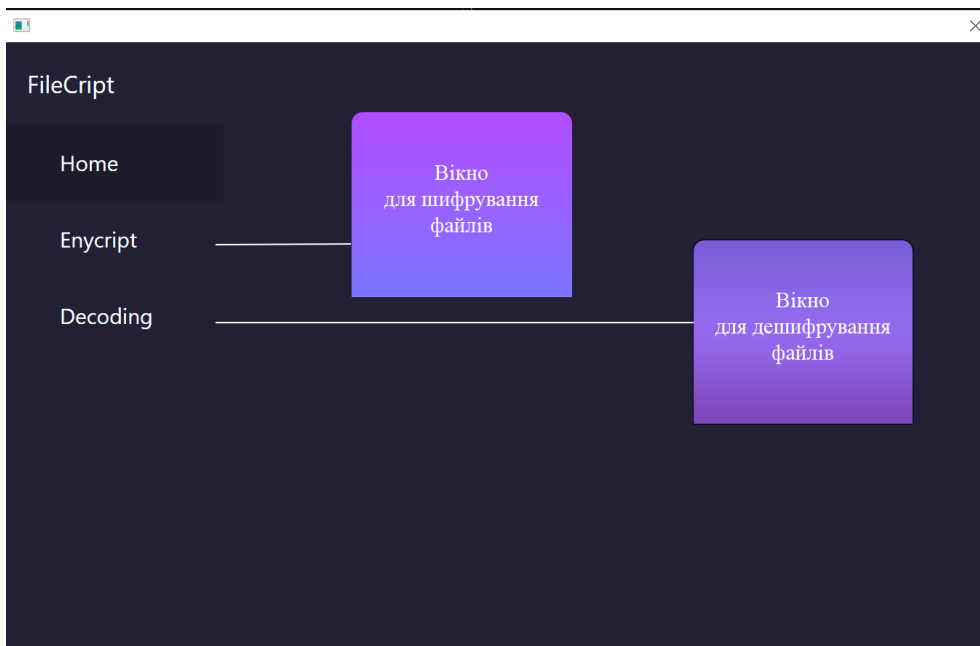 FileCript
Home
Enycript
Decoding
Вікно
для шифрування
файлів
Вікно
для дешифрування
файлів